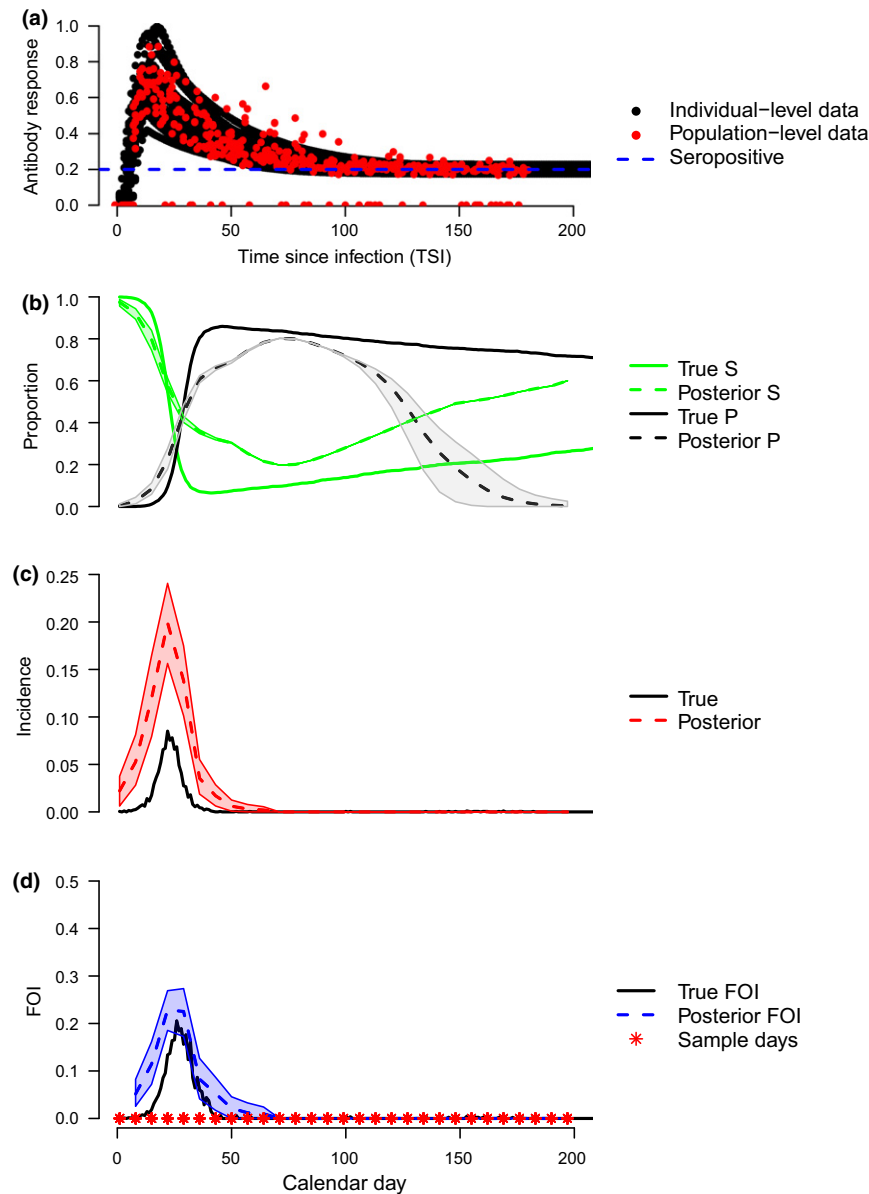 (a)
Antibody response
1.0
0.8
0.6
0.4
0.2
0.0
0
50
100
150
200
Time since infection (TSI)
Individual−level data
Population−level data
Seropositive
(b)
Proportion
1.0
0.8
0.6
0.4
0.2
0.0
True S
Posterior S
True P
Posterior P
(c)
Incidence
0.25
0.20
0.15
0.10
0.05
0.00
True
Posterior
(d)
FOI
0.5
0.4
0.3
0.2
0.1
0.0
0
50
100
150
200
Calendar day
True FOI
Posterior FOI
Sample days